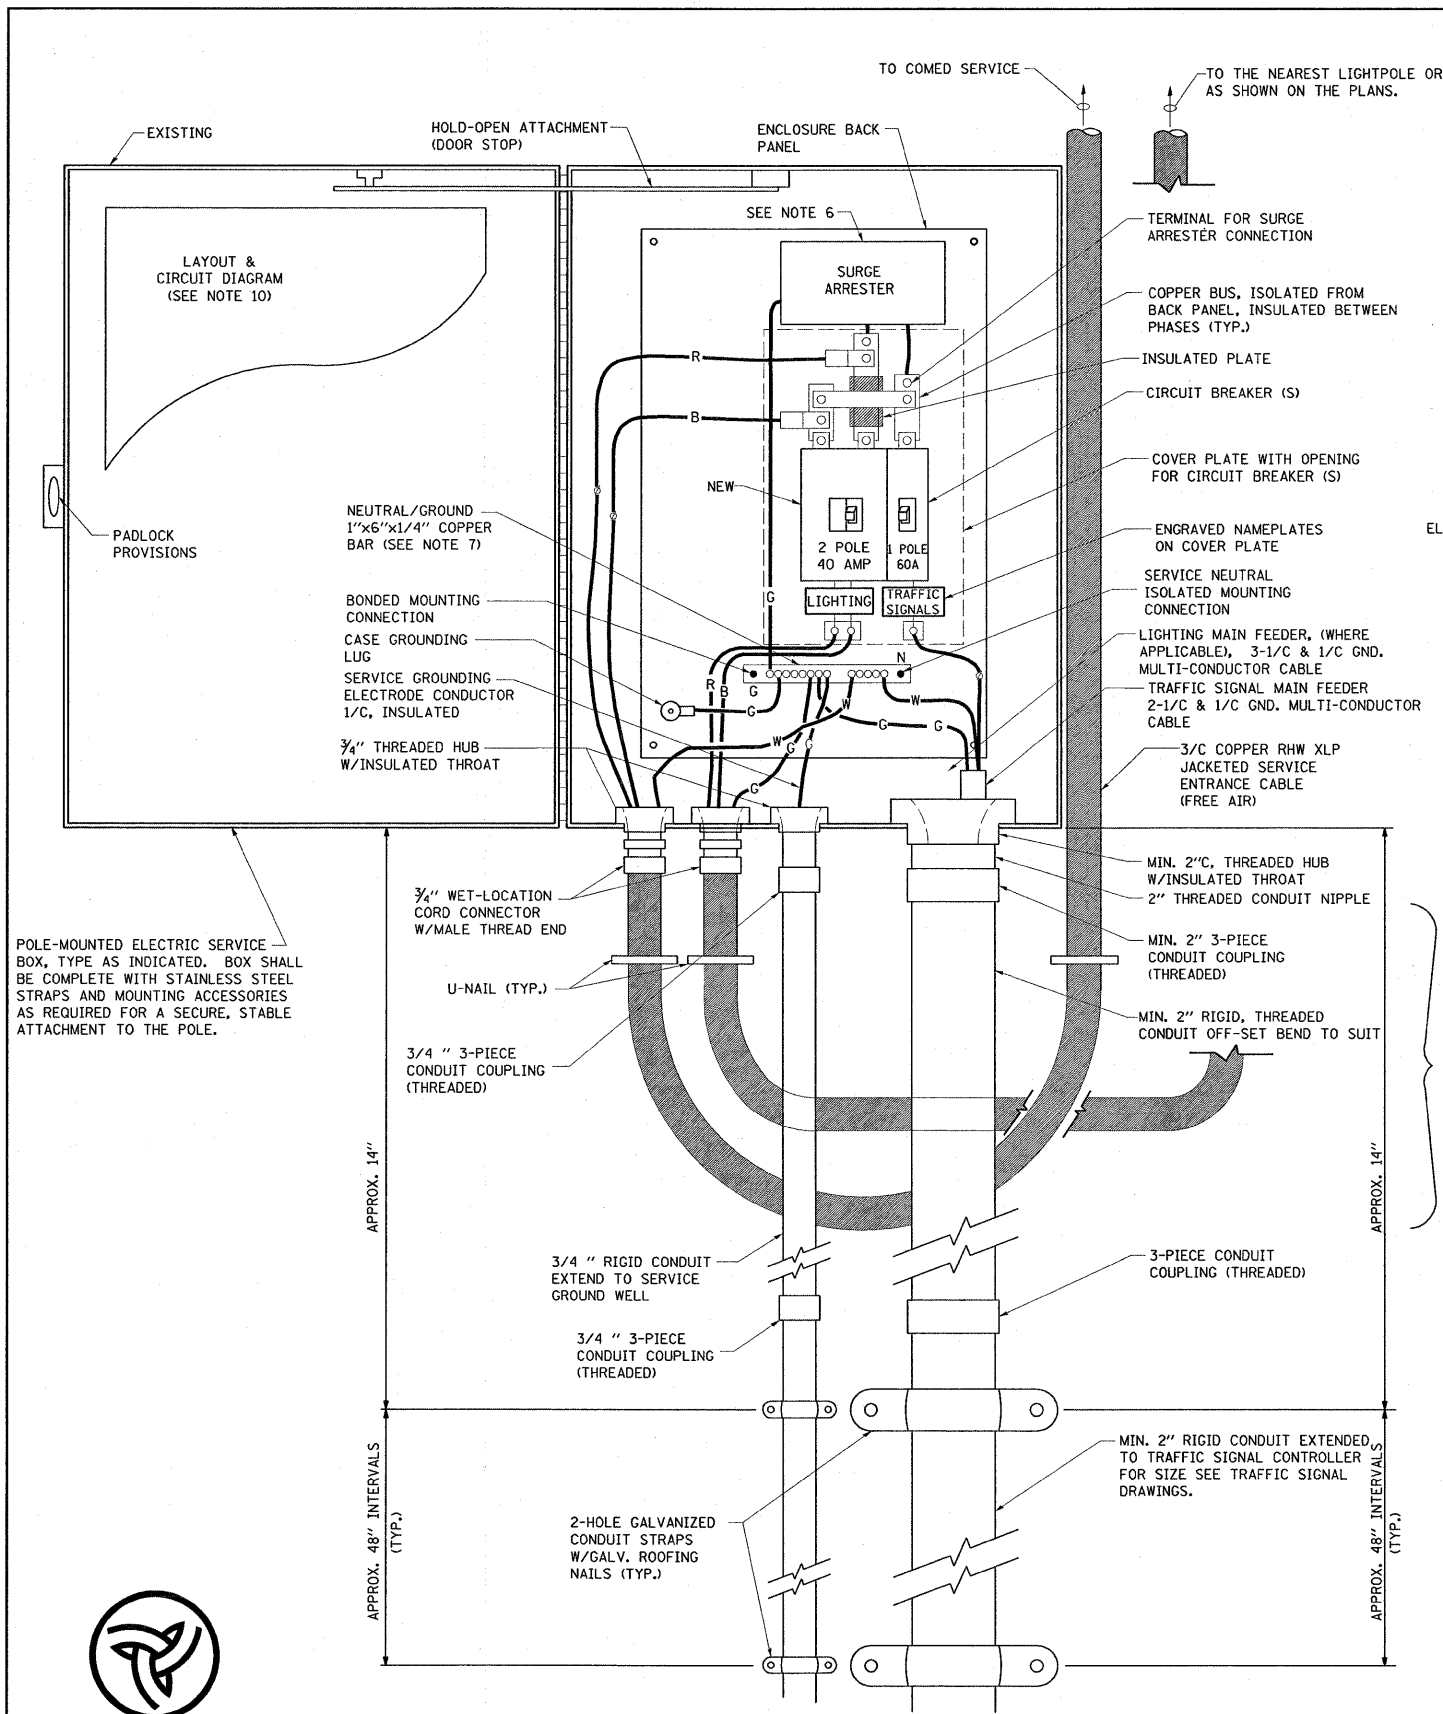 TO COMED SERVICE
TO THE NEAREST LIGHTPOLE OR
AS SHOWN ON THE PLANS.
EXISTING
HOLD-OPEN ATTACHMENT
(DOOR STOP)
ENCLOSURE BACK
PANEL
SEE NOTE 6
TERMINAL FOR SURGE
ARRESTER CONNECTION
LAYOUT &
CIRCUIT DIAGRAM
(SEE NOTE 10)
SURGE
ARRESTER
COPPER BUS, ISOLATED FROM
BACK PANEL, INSULATED BETWEEN
PHASES (TYP.)
R
INSULATED PLATE
CIRCUIT BREAKER (S)
B
COVER PLATE WITH OPENING
FOR CIRCUIT BREAKER (S)
NEW
NEUTRAL/GROUND
1"x6"x1/4" COPPER
BAR (SEE NOTE 7)
PADLOCK
PROVISIONS
ENGRAVED NAMEPLATES
ON COVER PLATE
EL
2 POLE
40 AMP
1 POLE
60A
SERVICE NEUTRAL
ISOLATED MOUNTING
CONNECTION
BONDED MOUNTING
CONNECTION
G
LIGHTING
TRAFFIC
SIGNALS
CASE GROUNDING
LUG
LIGHTING MAIN FEEDER, (WHERE
APPLICABLE), 3-1/C & 1/C GND.
MULTI-CONDUCTOR CABLE
N
SERVICE GROUNDING
ELECTRODE CONDUCTOR
1/C, INSULATED
R
B
G
W
W
TRAFFIC SIGNAL MAIN FEEDER
2-1/C & 1/C GND. MULTI-CONDUCTOR
CABLE
G
G
G
W
G
G
3/4" THREADED HUB
W/INSULATED THROAT
3/C COPPER RHW XLP
JACKETED SERVICE
ENTRANCE CABLE
(FREE AIR)
G
MIN. 2"C, THREADED HUB
W/INSULATED THROAT
2" THREADED CONDUIT NIPPLE
3/4" WET-LOCATION
CORD CONNECTOR
W/MALE THREAD END
POLE-MOUNTED ELECTRIC SERVICE
BOX, TYPE AS INDICATED. BOX SHALL
BE COMPLETE WITH STAINLESS STEEL
STRAPS AND MOUNTING ACCESSORIES
AS REQUIRED FOR A SECURE, STABLE
ATTACHMENT TO THE POLE.
MIN. 2" 3-PIECE
CONDUIT COUPLING
(THREADED)
U-NAIL (TYP.)
MIN. 2" RIGID, THREADED
CONDUIT OFF-SET BEND TO SUIT
3/4 " 3-PIECE
CONDUIT COUPLING
(THREADED)
APPROX. 14"
APPROX. 14"
3/4 " RIGID CONDUIT
EXTEND TO SERVICE
GROUND WELL
3-PIECE CONDUIT
COUPLING (THREADED)
3/4 " 3-PIECE
CONDUIT COUPLING
(THREADED)
MIN. 2" RIGID CONDUIT EXTENDED
TO TRAFFIC SIGNAL CONTROLLER
FOR SIZE SEE TRAFFIC SIGNAL
DRAWINGS.
2-HOLE GALVANIZED
CONDUIT STRAPS
W/GALV. ROOFING
NAILS (TYP.)
APPROX. 48" INTERVALS
(TYP.)
APPROX. 48" INTERVALS
(TYP.)